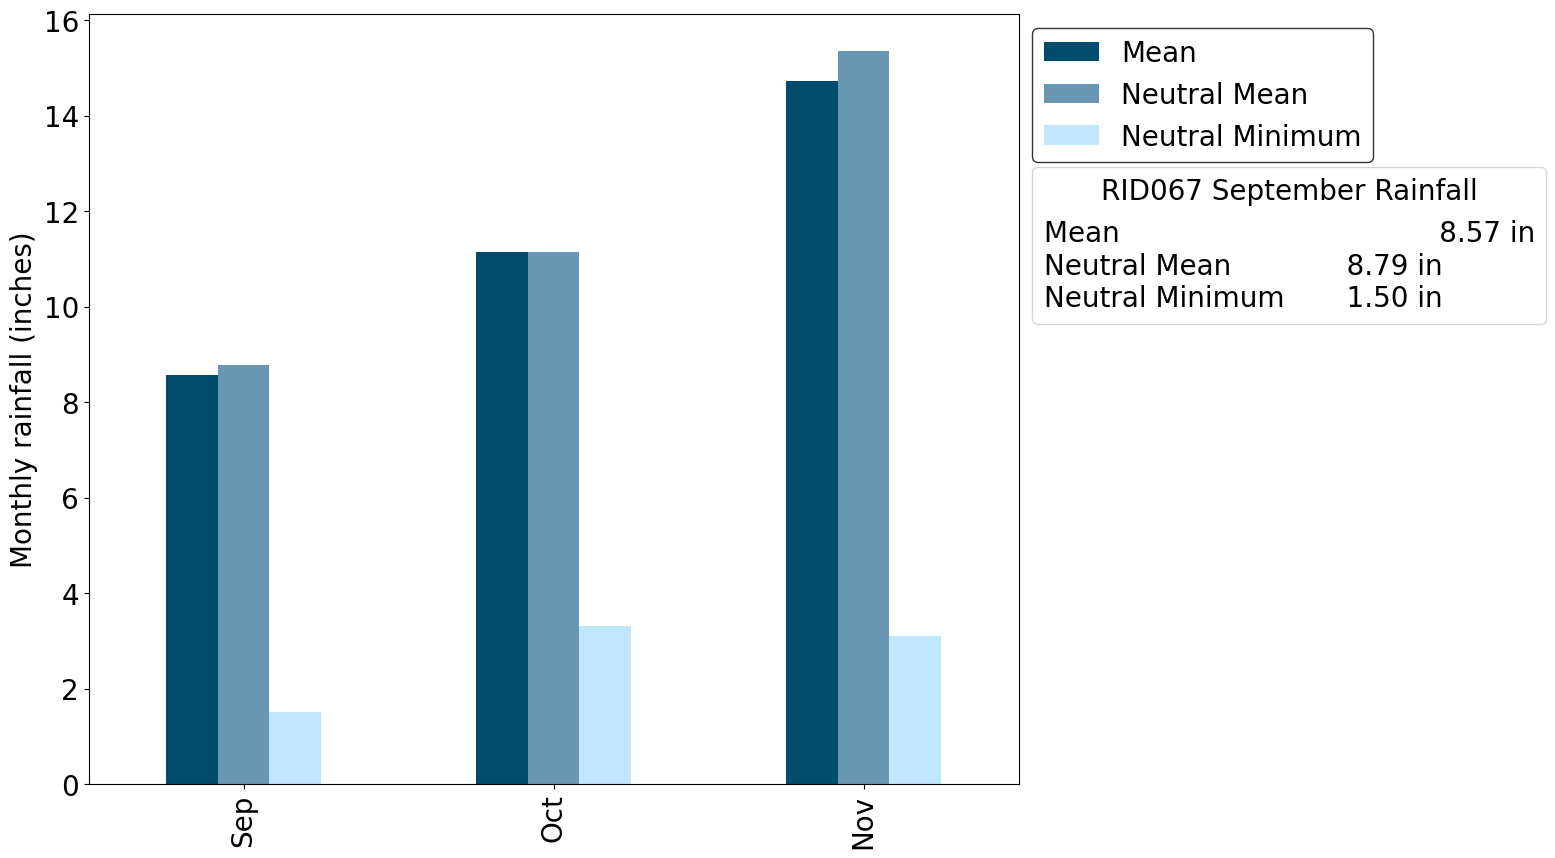 16
14
12
10
8
6
4
2
0
Monthly rainfall (inches)
Sep
Oct
Nov
Mean
Neutral Mean
Neutral Minimum
RID067 September Rainfall
Mean 8.57 in
Neutral Mean 8.79 in
Neutral Minimum 1.50 in